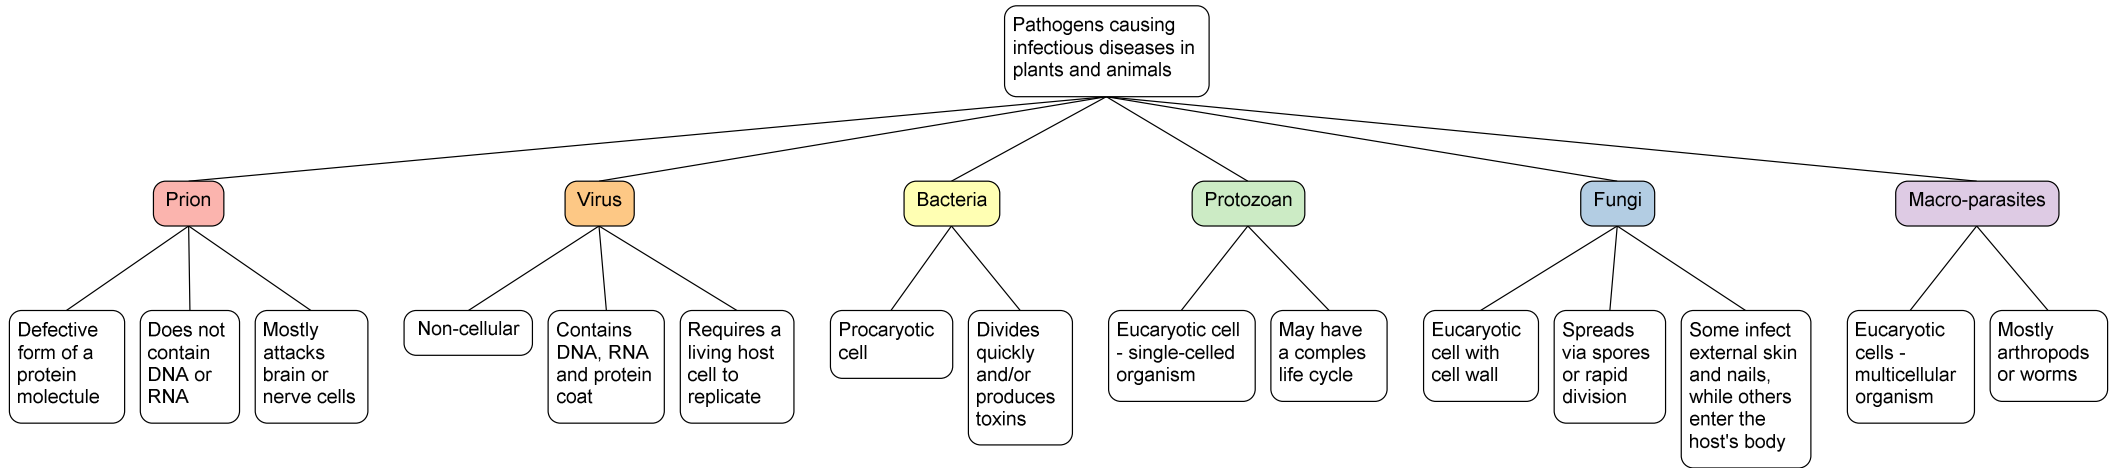 Pathogens causing
infectious diseases in
plants and animals
Prion
Virus
Bacteria
Protozoan
Fungi
Macro-parasites
Defective
form of a
protein
molectule
Does not
contain
DNA or
RNA
Mostly
attacks
brain or
nerve cells
Non-cellular
Contains
DNA, RNA
and protein
coat
Requires a
living host
cell to
replicate
Procaryotic
cell
Divides
quickly
and/or
produces
toxins
Eucaryotic cell
- single-celled
organism
May have
a comples
life cycle
Eucaryotic
cell with
cell wall
Spreads
via spores
or rapid
division
Some infect
external skin
and nails,
while others
enter the
host's body
Eucaryotic
cells -
multicellular
organism
Mostly
arthropods
or worms